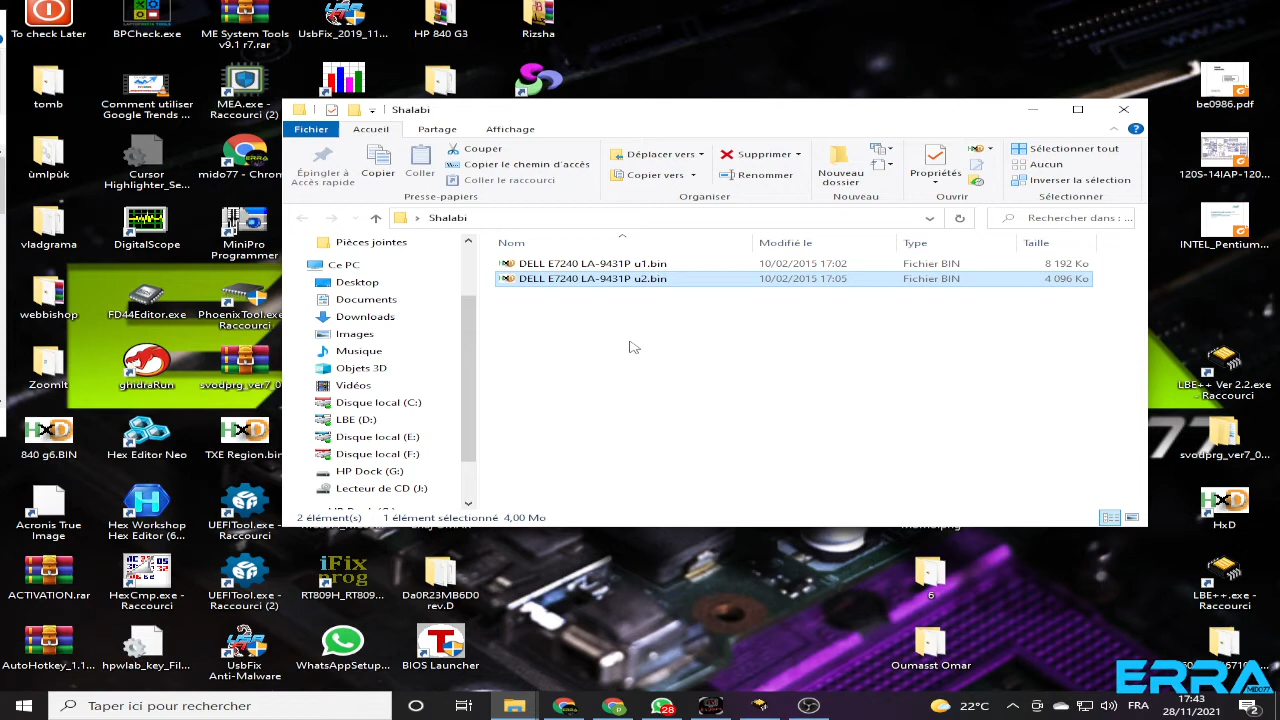 To check Later
BPCheck.exe
ME System Tools
v9.1 r7.rar
UsbFix_2019_11...
HP 840 G3
Rizsha
tomb
Comment utiliser
Google Trends ...
MEA.exe -
Raccourci (2)
be0986.pdf
ümlpük
Cursor
Highlighter_Se...
mido77 - Chrom
120S-14IAP-120...
vladgrama
DigitalScope
MiniPro
Programmer
INTEL_Pentium...
webbishop
FD44Editor.exe
PhoenixTool.exe
Raccourci
ZoomIt
ghidraRun
svodprg_ver7_0
LBE++ Ver 2.2.exe
- Raccourci
840 g6.BIN
Hex Editor Neo
TXE Region.bin
svodprg_ver7_0...
Acronis True
Image
Hex Workshop
Hex Editor (6...
UEFITool.exe -
Raccourci
HxD
ACTIVATION.rar
HexCmp.exe -
Raccourci
UEFITool.exe -
Raccourci (2)
iFix
prog
RT809H_RT809...
Da0R23MB6D0
rev.D
6
LBE++.exe -
Raccourci
AutoHotkey_1.1...
hpwlab_key_Fil...
UsbFix
Anti-Malware
WhatsAppSetup...
BIOS Launcher
Oumasst Omar
Shalabi
Fichier
Accueil
Partage
Affichage
Épingler à
Accès rapide
Copier
Coller
Couper
Copier le chemin d'accès
Coller le raccourci
Presse-papiers
Déplacer
Copier vers
Supprimer
Renommer
Organiser
Nouveau
dossier
Nouveau
Propriétés
Ouvrir
Sélectionner tout
Aucun
Inverser la sélection
Sélectionner
Shalabi
Rechercher dans : ...
Nom
Modifié le
Type
Taille
DELL E7240 LA-9431P u1.bin 10/02/2015 17:02 Fichier BIN 8 192 Ko
DELL E7240 LA-9431P u2.bin 10/02/2015 17:05 Fichier BIN 4 096 Ko
Pièces jointes
Ce PC
Desktop
Documents
Downloads
Images
Musique
Objets 3D
Vidéos
Disque local (C:)
LBE (D:)
Disque local (E:)
Disque local (F:)
HP Dock (G:)
Lecteur de CD (J:)
2 élément(s) 1 élément sélectionné 4,00 Mo
ERRA
MIDO77
Taper ici pour rechercher
28
22°C
FR
17:43
28/11/2021
2